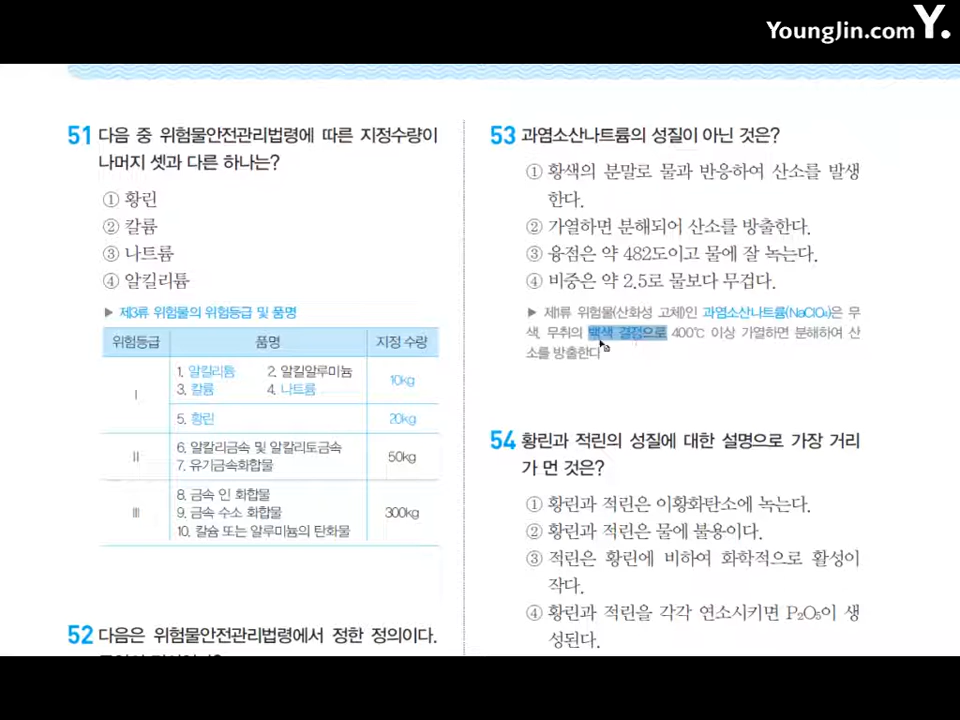 YoungJin.com Y.
51 다음 중 위험물안전관리법령에 따른 지정수량이
나머지 셋과 다른 하나는?
① 황린
② 칼륨
③ 나트륨
④ 알킬리튬
▶ 제3류 위험물의 위험등급 및 품명
위험등급 품명 지정 수량
Ⅰ
1. 알킬리튬 2. 알킬알루미늄
3. 칼륨 4. 나트륨
10kg
5. 황린 20kg
Ⅱ
6. 알칼리금속 및 알칼리토금속
7. 유기금속화합물
50kg
Ⅲ
8. 금속 인 화합물
9. 금속 수소 화합물
10. 칼슘 또는 알루미늄의 탄화물
300kg
52 다음은 위험물안전관리법령에서 정한 정의이다.
53 과염소산나트륨의 성질이 아닌 것은?
① 황색의 분말로 물과 반응하여 산소를 발생
한다.
② 가열하면 분해되어 산소를 방출한다.
③ 융점은 약 482도이고 물에 잘 녹는다.
④ 비중은 약 2.5로 물보다 무겁다.
▶ 제1류 위험물(산화성 고체)인 과염소산나트륨(NaClO₄)은 무
색, 무취의 백색 결정으로 400℃ 이상 가열하면 분해하여 산
소를 방출한다
54 황린과 적린의 성질에 대한 설명으로 가장 거리
가 먼 것은?
① 황린과 적린은 이황화탄소에 녹는다.
② 황린과 적린은 물에 불용이다.
③ 적린은 황린에 비하여 화학적으로 활성이
작다.
④ 황린과 적린을 각각 연소시키면 P₂O₅이 생
성된다.